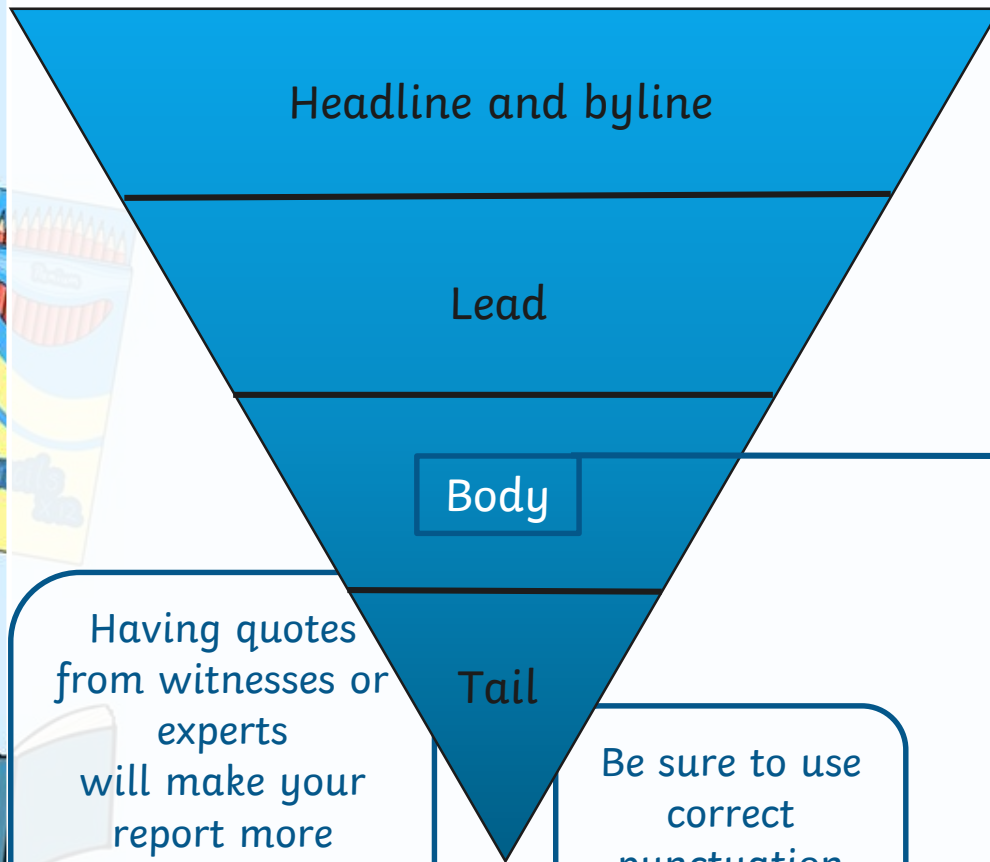 Headline and byline
Lead
Body
Tail
Having quotes
from witnesses or
experts
will make your
report more
Be sure to use
correct
punctuation